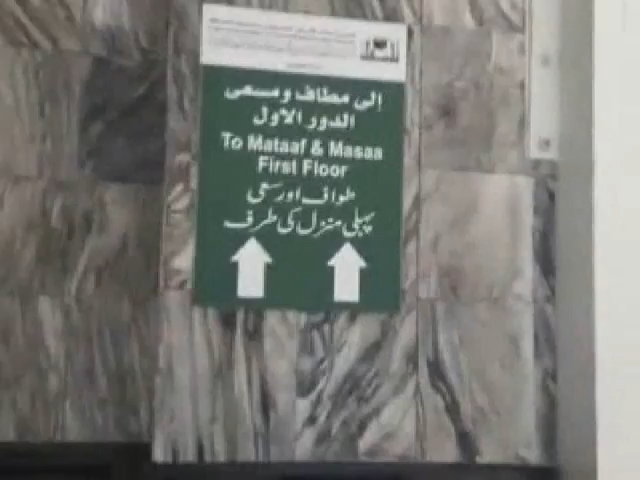 إلى مطاف ومسعى
الدور الاول
To Mataaf & Masaa
First Floor
طواف اور سعی
پہلی منزل کی طرف